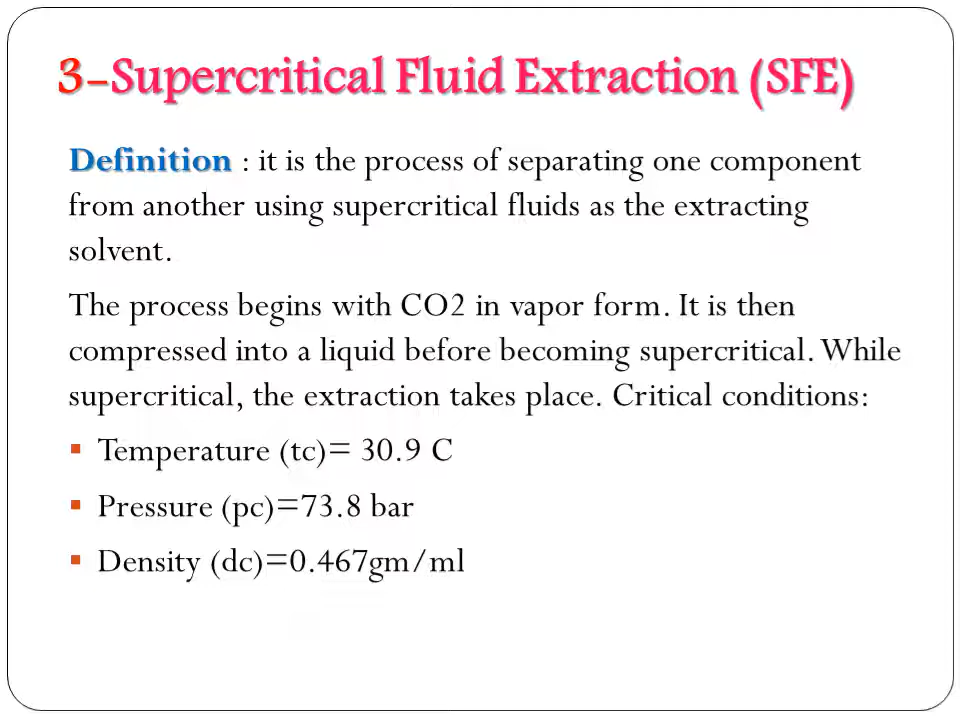 3-Supercritical Fluid Extraction (SFE)
Definition : it is the process of separating one component
from another using supercritical fluids as the extracting
solvent.
The process begins with CO2 in vapor form. It is then
compressed into a liquid before becoming supercritical. While
supercritical, the extraction takes place. Critical conditions:
▪ Temperature (tc)= 30.9 C
▪ Pressure (pc)=73.8 bar
▪ Density (dc)=0.467gm/ml